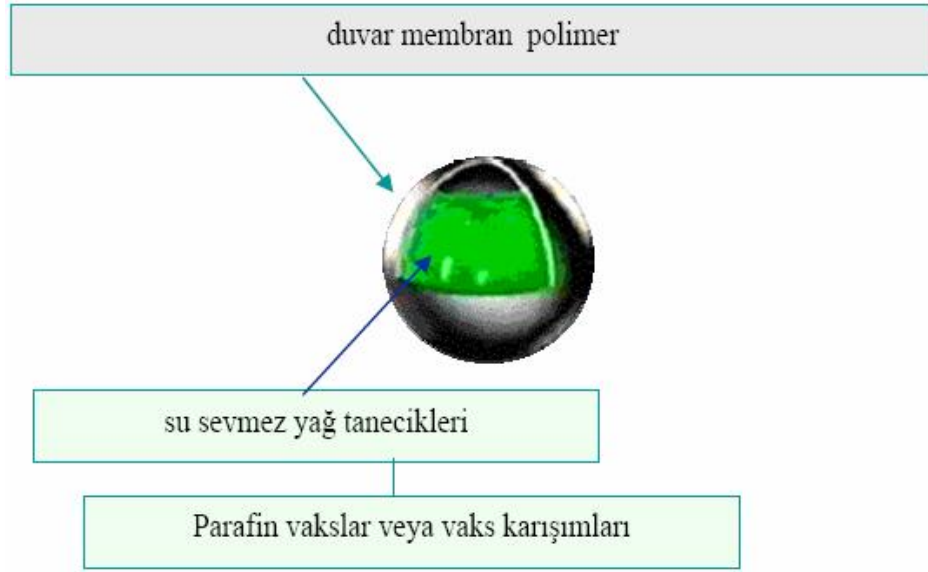 duvar membran polimer
su sevmez yağ tanecikleri
Parafin vakslar veya vaks karışımları